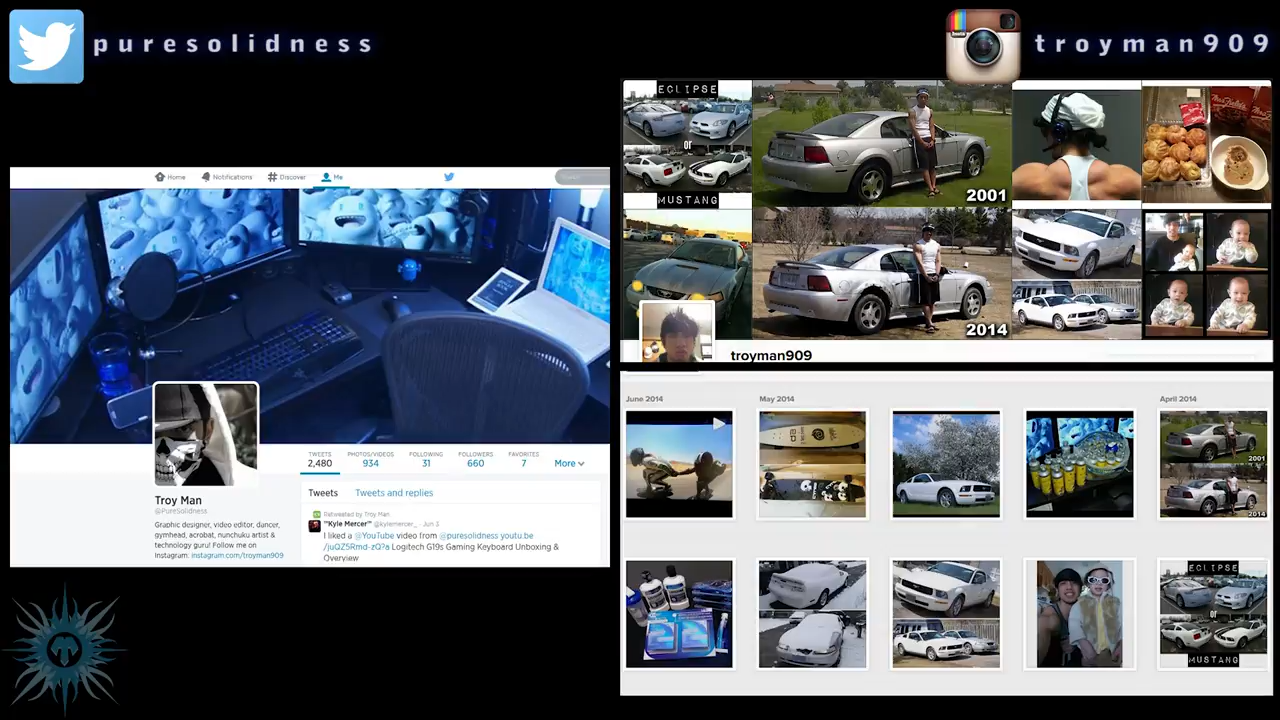 puresolidness
troyman909
Home Notifications Discover Me
TWEETS PHOTOS/VIDEOS FOLLOWING FOLLOWERS FAVORITES
2,480 934 31 660 7 More
Tweets Tweets and replies
Troy Man
@PureSolidness
Graphic designer, video editor, dancer,
gymhead, acrobat, nunchuku artist &
technology guru! Follow me on
Instagram: instagram.com/troyman909
Retweeted by Troy Man
"Kyle Mercer" @kylemercer_ · Jun 3
I liked a @YouTube video from @puresolidness youtu.be
/juQZ5Rmd-zQ?a Logitech G19s Gaming Keyboard Unboxing &
Overview
ECLIPSE
or
MUSTANG
2001
2014
troyman909
June 2014 May 2014 April 2014
2001
2014
ECLIPSE
or
MUSTANG